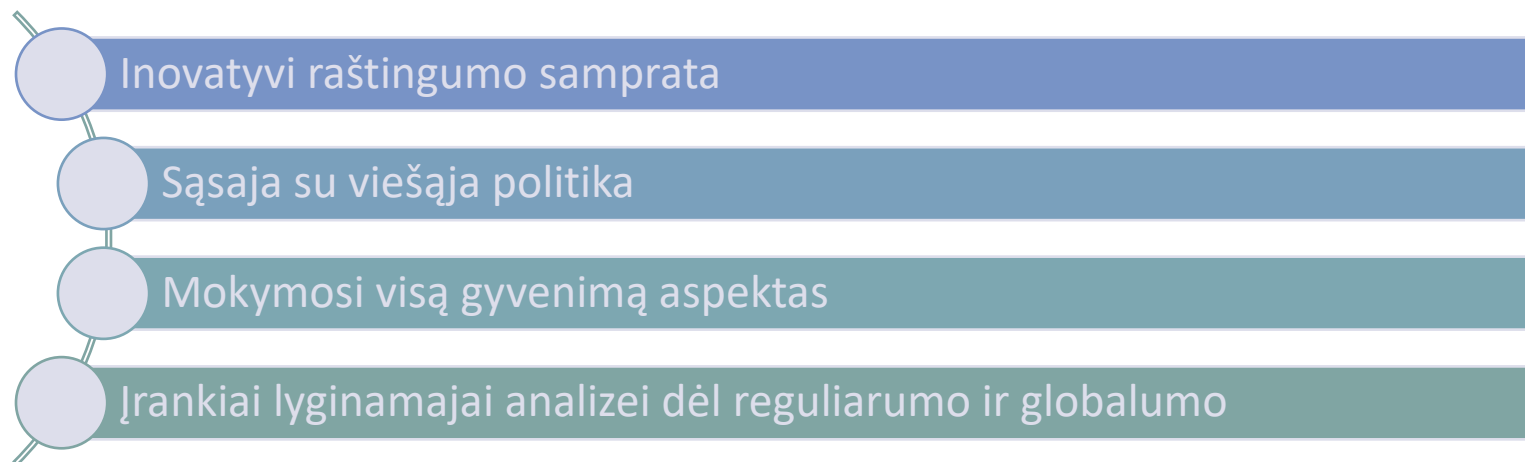 Inovatyvi raštingumo samprata
Sąsaja su viešąja politika
Mokymosi visą gyvenimą aspektas
Įrankiai lyginamajai analizei dėl reguliarumo ir globalumo